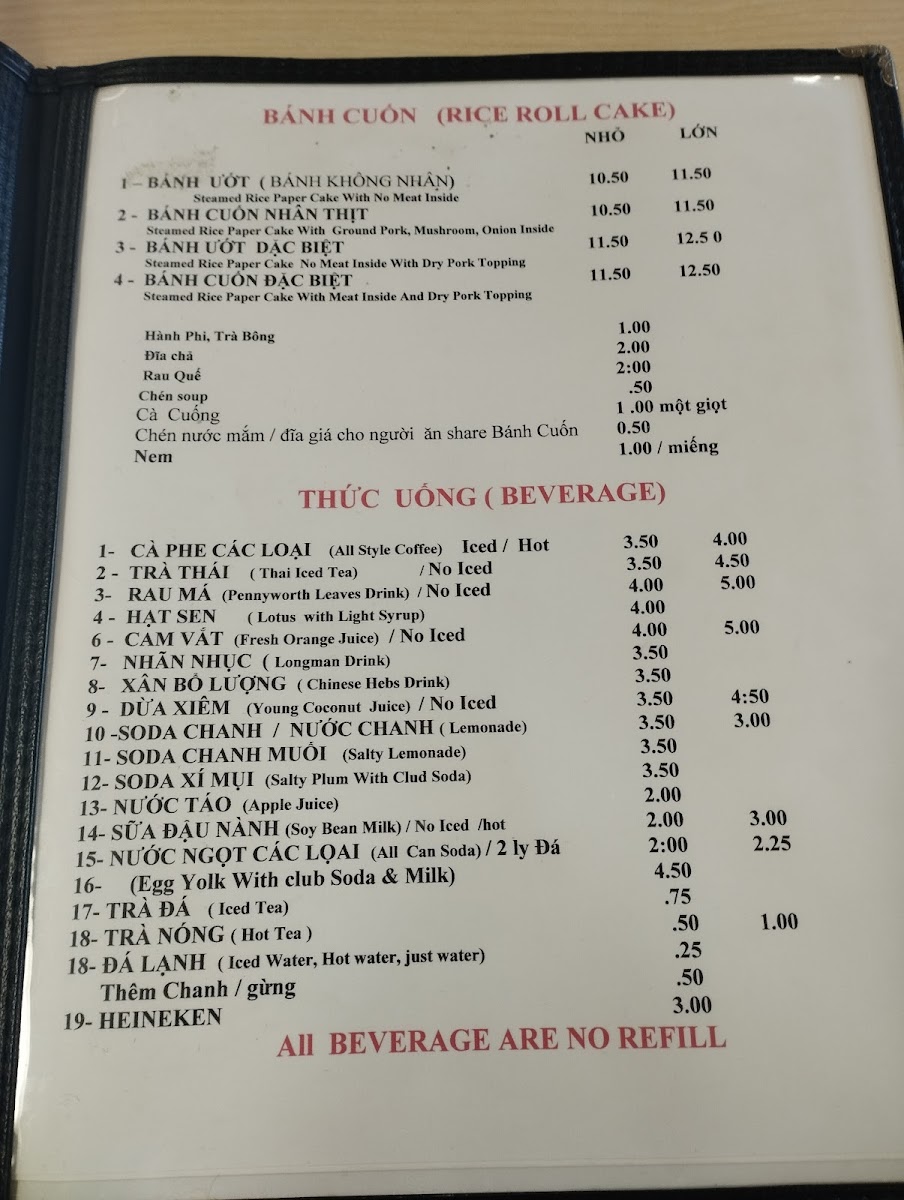 BÁNH CUỐN (RICE ROLL CAKE)
NHỎ LỚN
1 – BÁNH ƯỚT ( BÁNH KHÔNG NHÂN) 10.50 11.50
Steamed Rice Paper Cake With No Meat Inside
2 - BÁNH CUỐN NHÂN THỊT 10.50 11.50
Steamed Rice Paper Cake With Ground Pork, Mushroom, Onion Inside
3 - BÁNH ƯỚT DẶC BIỆT 11.50 12.5 0
Steamed Rice Paper Cake No Meat Inside With Dry Pork Topping
4 - BÁNH CUỐN ĐẶC BIỆT 11.50 12.50
Steamed Rice Paper Cake With Meat Inside And Dry Pork Topping
Hành Phi, Trà Bông 1.00
Đĩa chả 2.00
Rau Quế 2:00
Chén soup .50
Cà Cuống 1 .00 một giọt
Chén nước mắm / đĩa giá cho người ăn share Bánh Cuốn 0.50
Nem 1.00 / miếng
THỨC UỐNG ( BEVERAGE)
1- CÀ PHE CÁC LOẠI (All Style Coffee) Iced / Hot 3.50 4.00
2 - TRÀ THÁI ( Thai Iced Tea) / No Iced 3.50 4.50
3- RAU MÁ (Pennyworth Leaves Drink) / No Iced 4.00 5.00
4 - HẠT SEN ( Lotus with Light Syrup) 4.00
6 - CAM VẮT (Fresh Orange Juice) / No Iced 4.00 5.00
7- NHÃN NHỤC ( Longman Drink) 3.50
8- XÂN BỔ LƯỢNG ( Chinese Hebs Drink) 3.50
9 - DỪA XIÊM (Young Coconut Juice) / No Iced 3.50 4:50
10 -SODA CHANH / NƯỚC CHANH ( Lemonade) 3.50 3.00
11- SODA CHANH MUỐI (Salty Lemonade) 3.50
12- SODA XÍ MỤI (Salty Plum With Clud Soda) 3.50
13- NƯỚC TÁO (Apple Juice) 2.00
14- SỮA ĐẬU NÀNH (Soy Bean Milk) / No Iced /hot 2.00 3.00
15- NƯỚC NGỌT CÁC LOẠI (All Can Soda) / 2 ly Đá 2:00 2.25
16- (Egg Yolk With club Soda & Milk) 4.50
17- TRÀ ĐÁ ( Iced Tea) .75
18- TRÀ NÓNG ( Hot Tea ) .50 1.00
18- ĐÁ LẠNH ( Iced Water, Hot water, just water) .25
Thêm Chanh / gừng .50
19- HEINEKEN 3.00
All BEVERAGE ARE NO REFILL